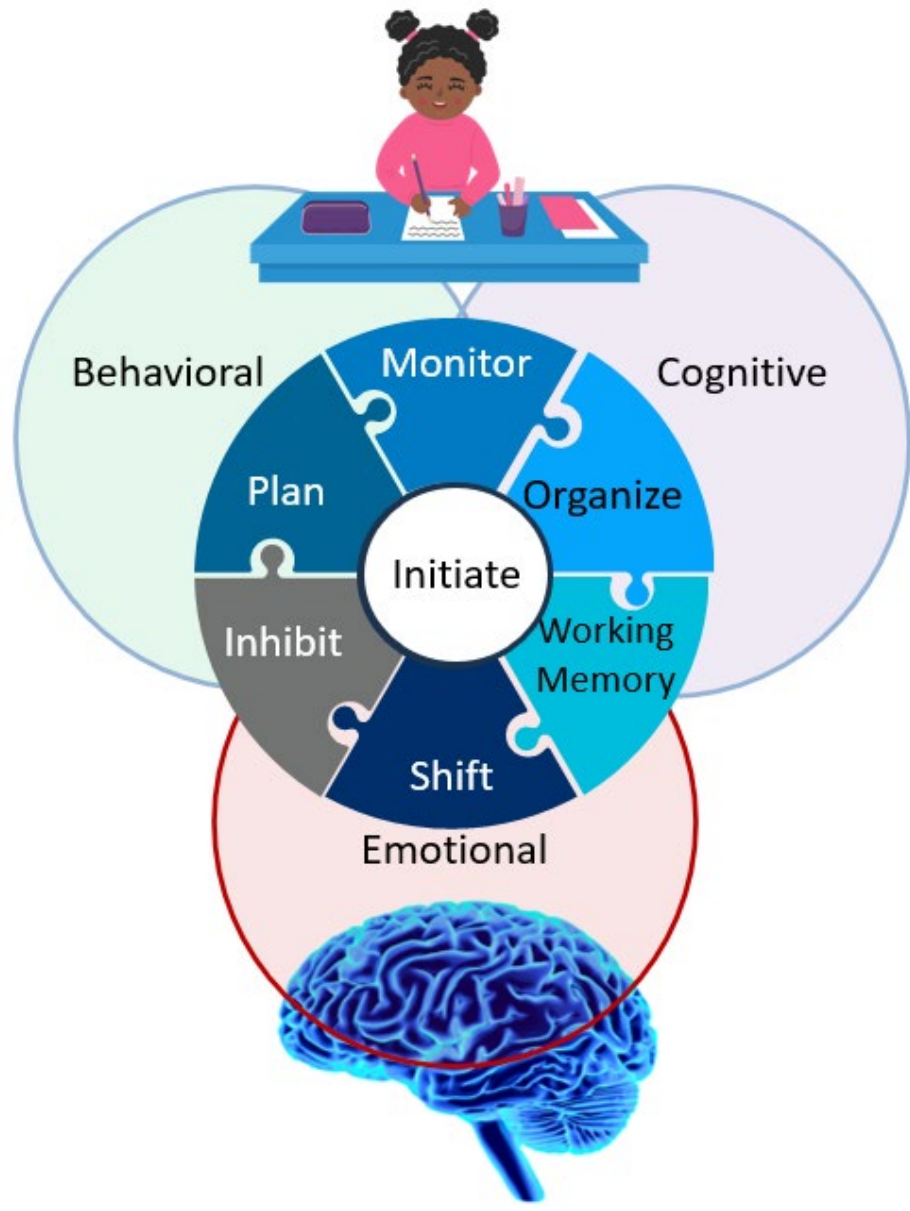 Behavioral
Monitor
Cognitive
Plan
Organize
Initiate
Inhibit
Working
Memory
Shift
Emotional